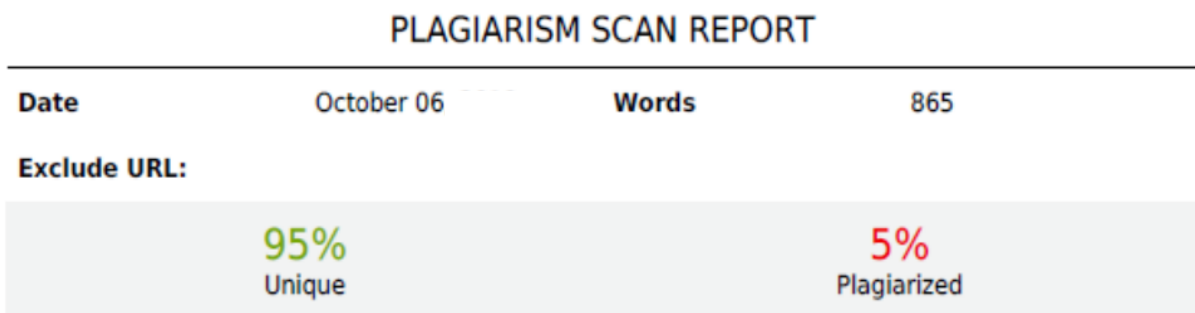 PLAGIARISM SCAN REPORT
Date October 06 Words 865
Exclude URL:
95% 5%
Unique Plagiarized